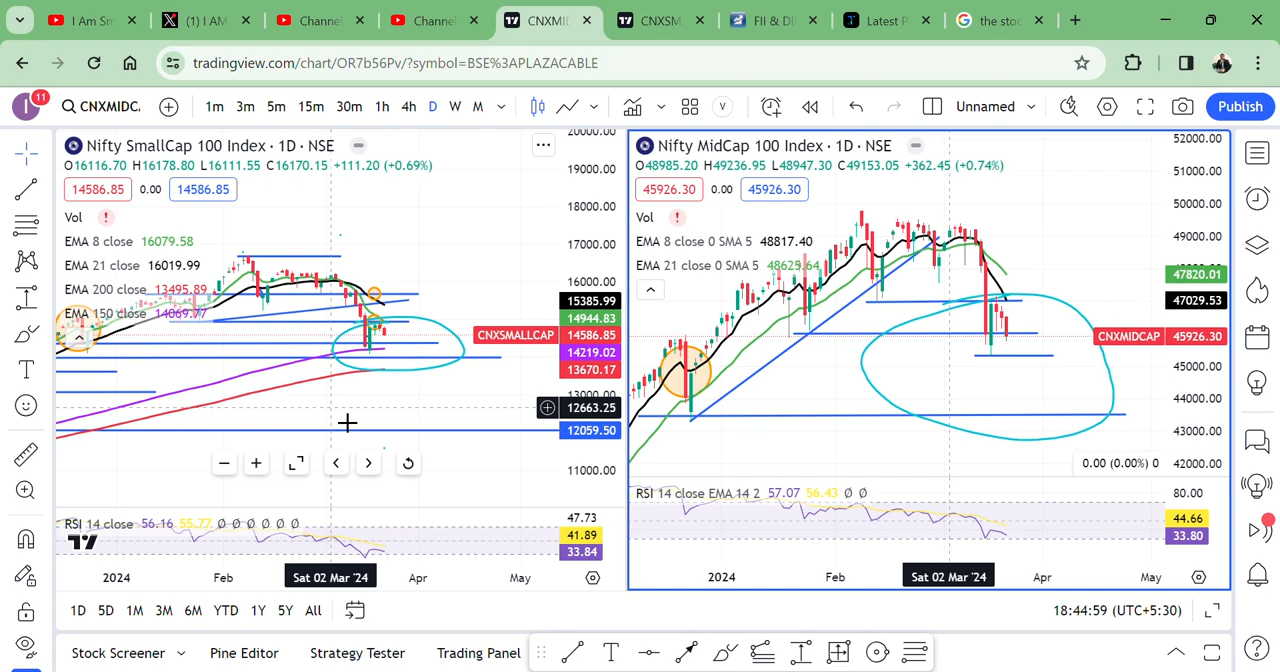 I Am Sm
(1) I AM
Channel
Channel
CNXMID
CNXSM
FII & DI
Latest P
the stoc
tradingview.com/chart/OR7b56Pv/?symbol=BSE%3APLAZACABLE
11
CNXMIDC
1m 3m 5m 15m 30m 1h 4h D W M
V
Unnamed
Publish
Nifty SmallCap 100 Index · 1D · NSE
O16116.70 H16178.80 L16111.55 C16170.15 +111.20 (+0.69%)
14586.85 0.00 14586.85
Vol
EMA 8 close 16079.58
EMA 21 close 16019.99
EMA 200 close 13495.89
EMA 150 close 14069.77
20000.00
19000.00
18000.00
17000.00
16000.00
15385.99
14944.83
CNXSMALLCAP 14586.85
14219.02
13670.17
13000.00
12663.25
12059.50
11000.00
RSI 14 close 56.16 55.77 Ø Ø Ø Ø Ø Ø
47.73
41.89
33.84
2024 Feb Sat 02 Mar '24 Apr May
Nifty MidCap 100 Index · 1D · NSE
O48985.20 H49236.95 L48947.30 C49153.05 +362.45 (+0.74%)
45926.30 0.00 45926.30
Vol
EMA 8 close 0 SMA 5 48817.40
EMA 21 close 0 SMA 5 48625.64
52000.00
51000.00
50000.00
49000.00
47820.01
47029.53
CNXMIDCAP 45926.30
45000.00
44000.00
43000.00
42000.00
0.00 (0.00%) 0
RSI 14 close EMA 14 2 57.07 56.43 Ø Ø
80.00
44.66
33.80
2024 Feb Sat 02 Mar '24 Apr May
1D 5D 1M 3M 6M YTD 1Y 5Y All
18:44:59 (UTC+5:30)
Stock Screener Pine Editor Strategy Tester Trading Panel